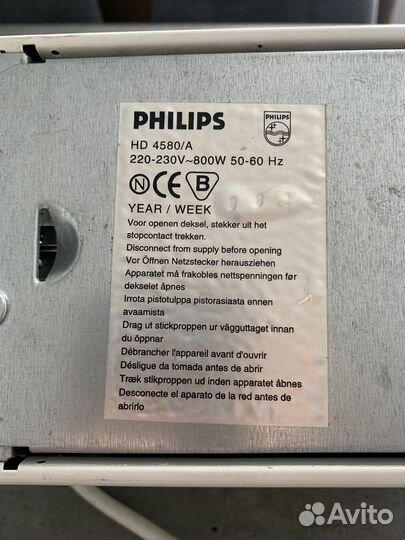 PHILIPS
PHILIPS
HD 4580/A
220-230V~800W 50-60 Hz
N CE B
YEAR / WEEK
Voor openen deksel, stekker uit het
stopcontact trekken.
Disconnect from supply before opening
Vor Öffnen Netzstecker herausziehen
Apparatet må frakobles nettspenningen før
dekselet åpnes
Irrota pistotulppa pistorasiasta ennen
avaamista
Drag ut stickproppen ur vägguttaget innan
du öppnar
Débrancher l'appareil avant d'ouvrir
Désligue da tomada antes de abrir
Træk stikproppen ud inden apparatet åbnes
Desconecte el aparato de la red antes de
abrirlo
Avito